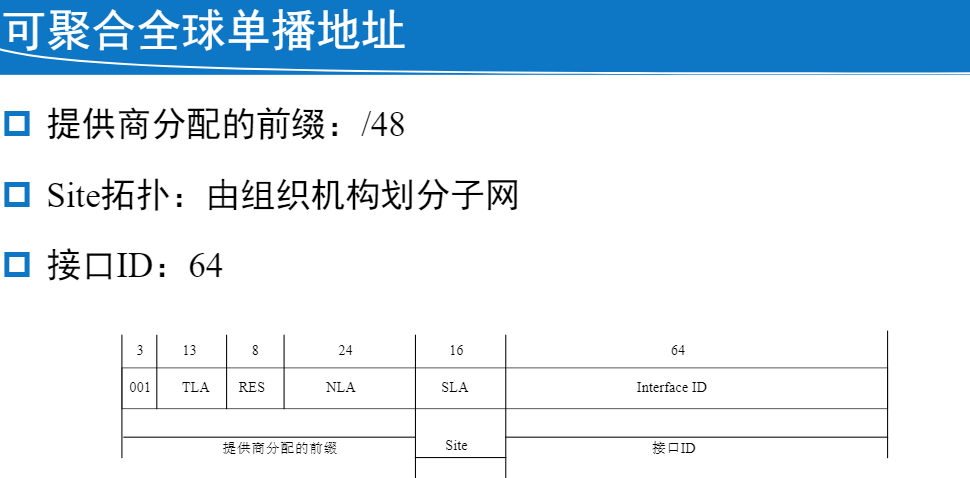 可聚合全球单播地址
提供商分配的前缀：/48
Site拓扑：由组织机构划分子网
接口ID：64
3 13 8 24 16 64
001 TLA RES NLA SLA Interface ID
提供商分配的前缀 Site 接口ID